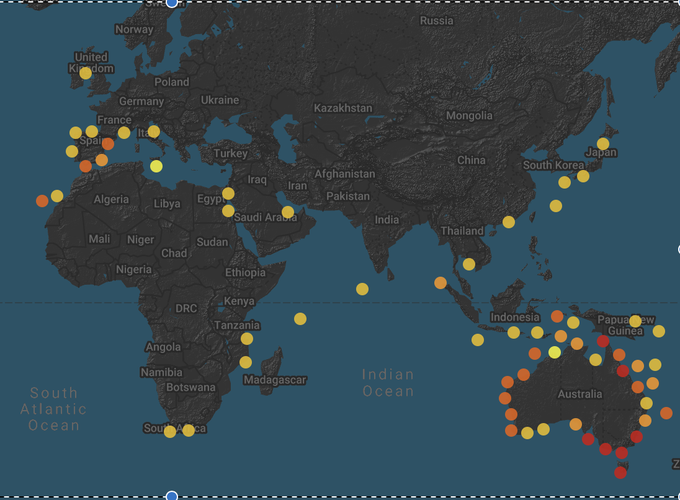 Norway
Russia
United
Kingdom
Poland
Germany
Ukraine
France
Kazakhstan
Mongolia
Italy
Spain
Turkey
China
South Korea
Japan
Iraq
Iran
Afghanistan
Pakistan
Algeria
Libya
Egypt
Saudi Arabia
India
Mali
Niger
Chad
Sudan
Thailand
Nigeria
Ethiopia
DRC
Kenya
Tanzania
Indonesia
Papua New
Guinea
Angola
Namibia
Botswana
Madagascar
Indian
Ocean
Australia
South
Atlantic
Ocean
South Africa